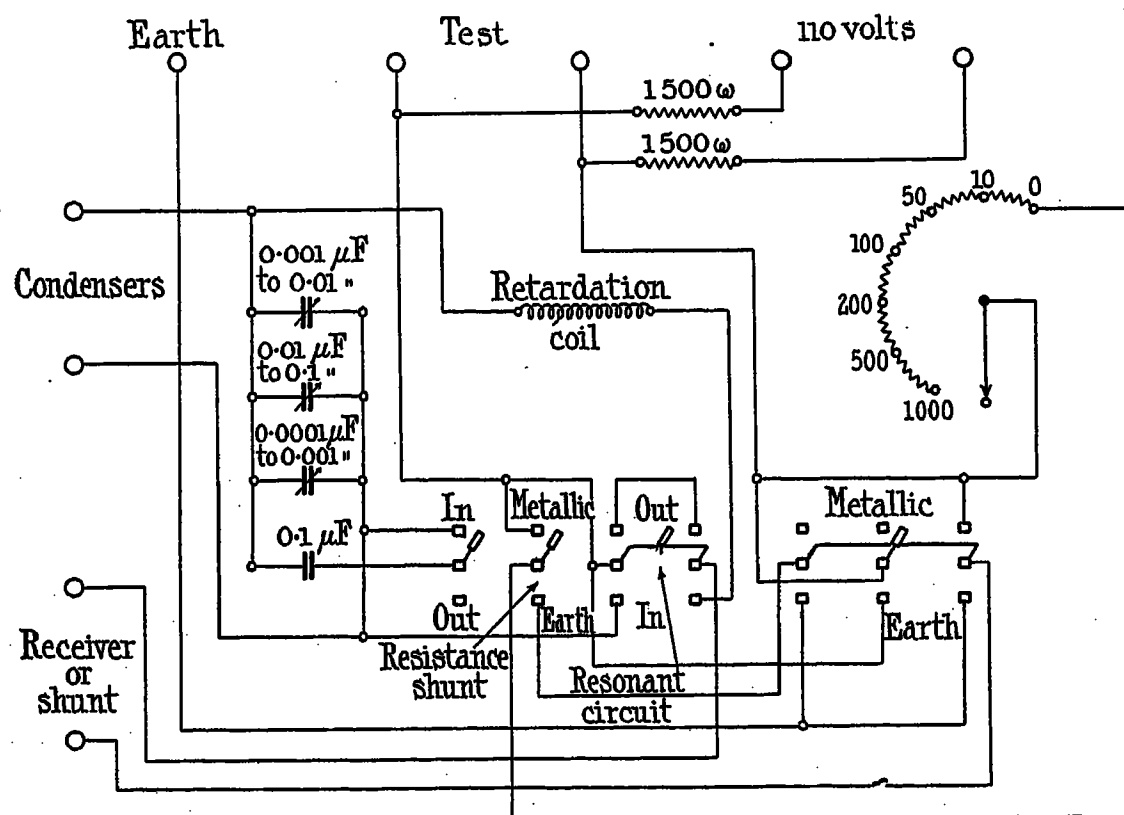 Earth
Test
110 volts
1500 ω
1500 ω
0
10
50
100
200
500
1000
Condensers
0·001 μF
to 0·01 "
0·01 μF
to 0·1 "
0·0001 μF
to 0·001 "
0·1 μF
Retardation
coil
In
Out
Metallic
Earth
Out
In
Metallic
Earth
Resistance
shunt
Resonant
circuit
Receiver
or
shunt